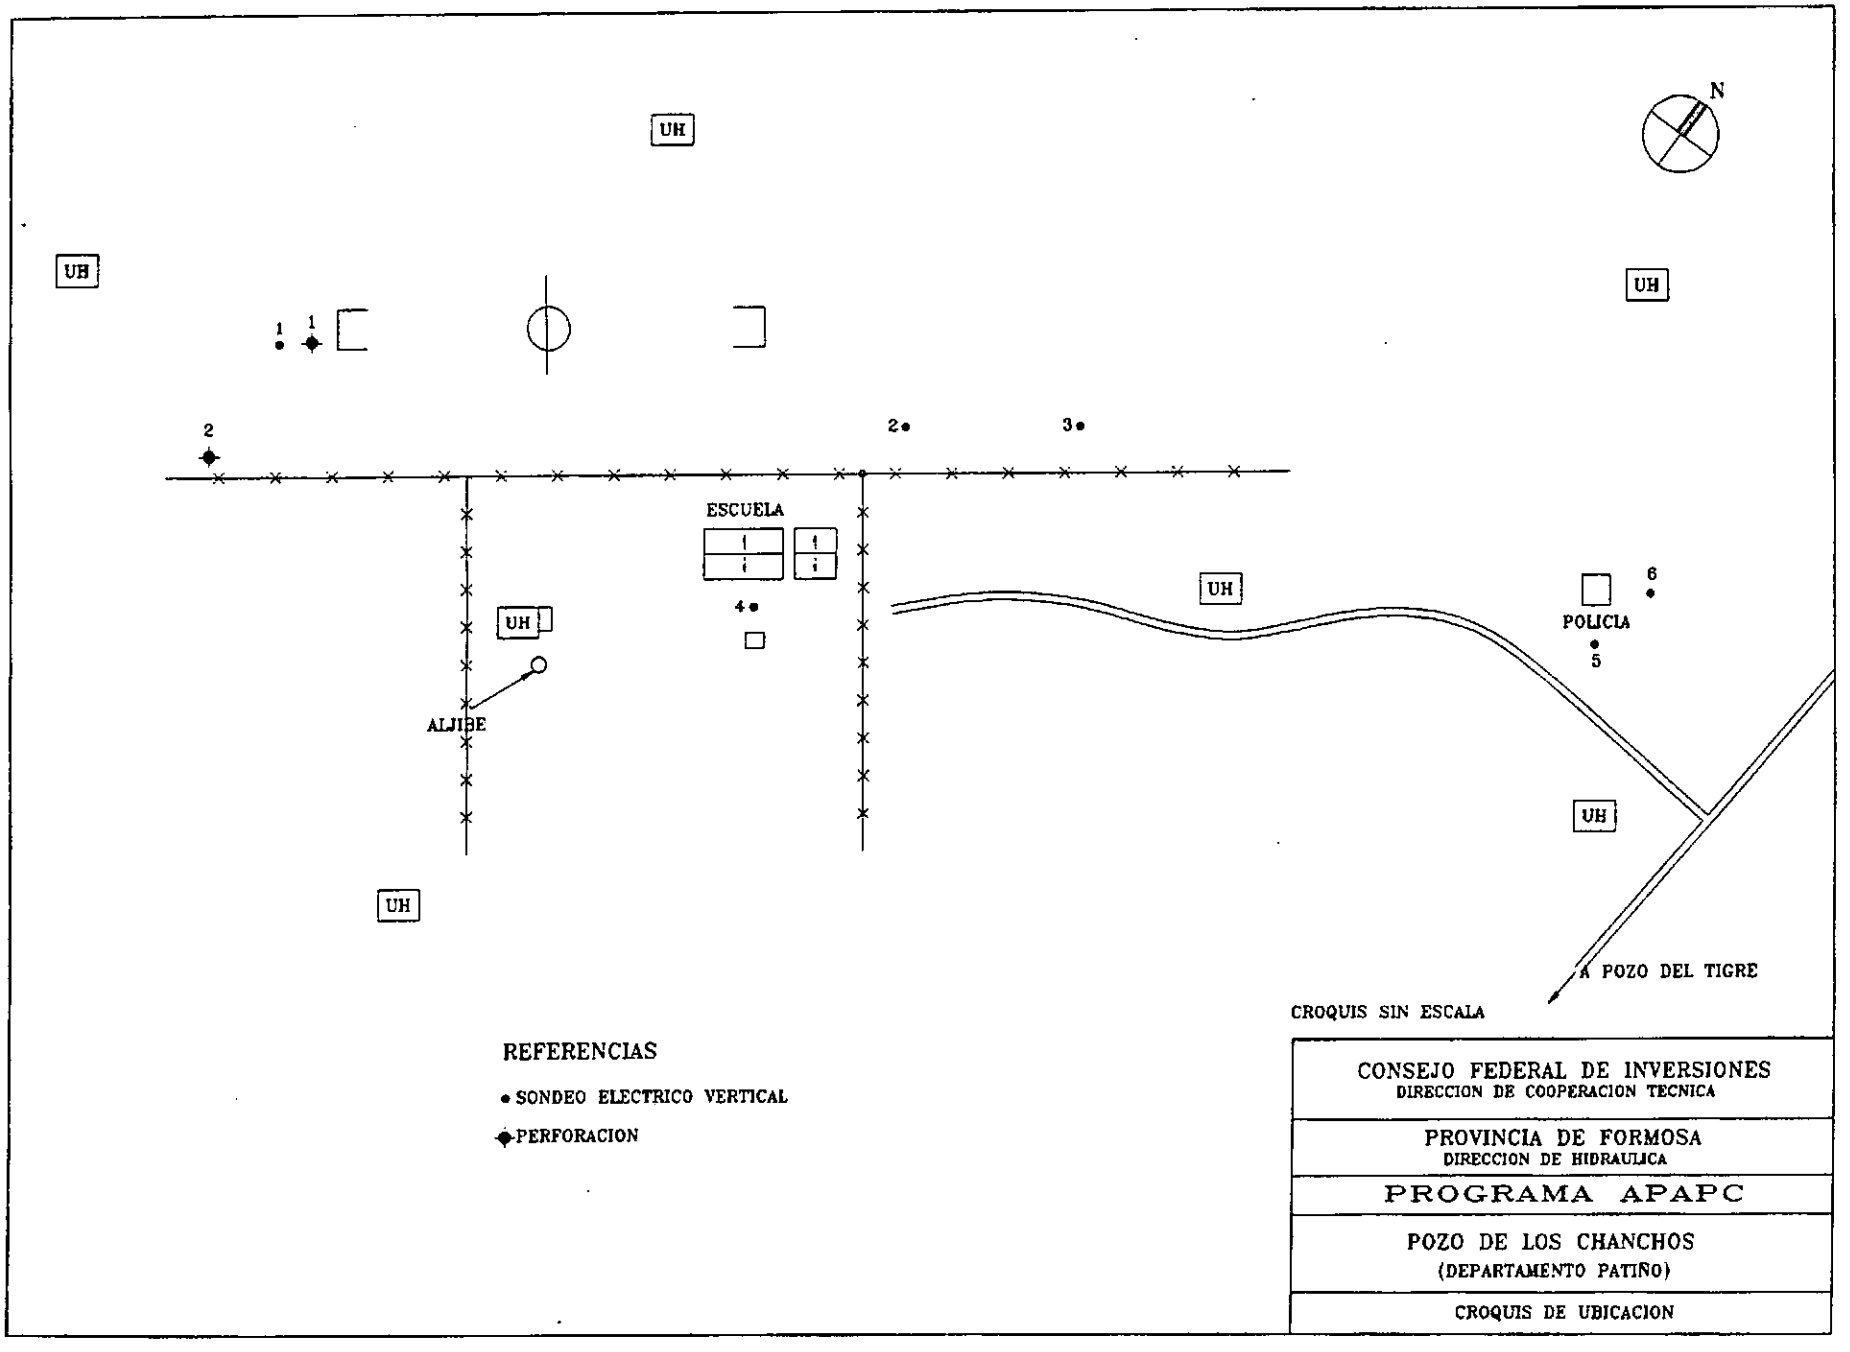 N
UH
UH
UH
1
1
2
2
3
ESCUELA
UH
4
UH
6
POLICIA
5
ALJIBE
UH
UH
A POZO DEL TIGRE
CROQUIS SIN ESCALA
REFERENCIAS
SONDEO ELECTRICO VERTICAL
PERFORACION
CONSEJO FEDERAL DE INVERSIONES
DIRECCION DE COOPERACION TECNICA
PROVINCIA DE FORMOSA
DIRECCION DE HIDRAULICA
PROGRAMA APAPC
POZO DE LOS CHANCHOS
(DEPARTAMENTO PATIÑO)
CROQUIS DE UBICACION